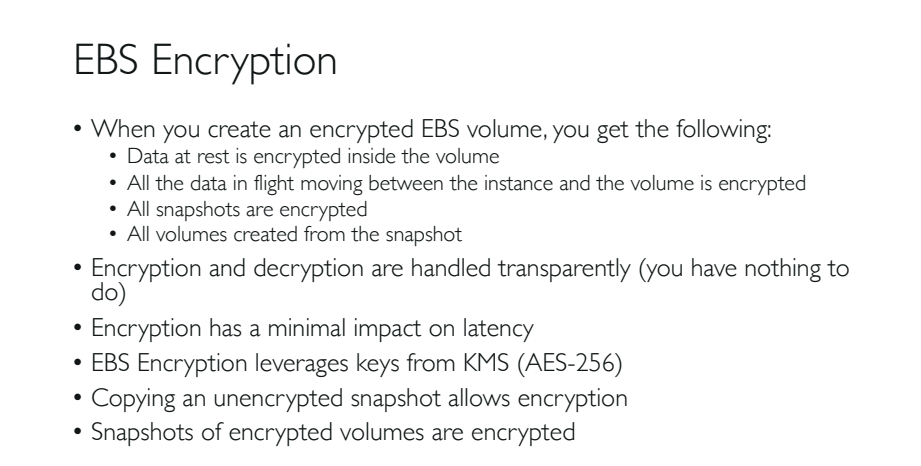 EBS Encryption
• When you create an encrypted EBS volume, you get the following:
• Data at rest is encrypted inside the volume
• All the data in flight moving between the instance and the volume is encrypted
• All snapshots are encrypted
• All volumes created from the snapshot
• Encryption and decryption are handled transparently (you have nothing to
do)
• Encryption has a minimal impact on latency
• EBS Encryption leverages keys from KMS (AES-256)
• Copying an unencrypted snapshot allows encryption
• Snapshots of encrypted volumes are encrypted